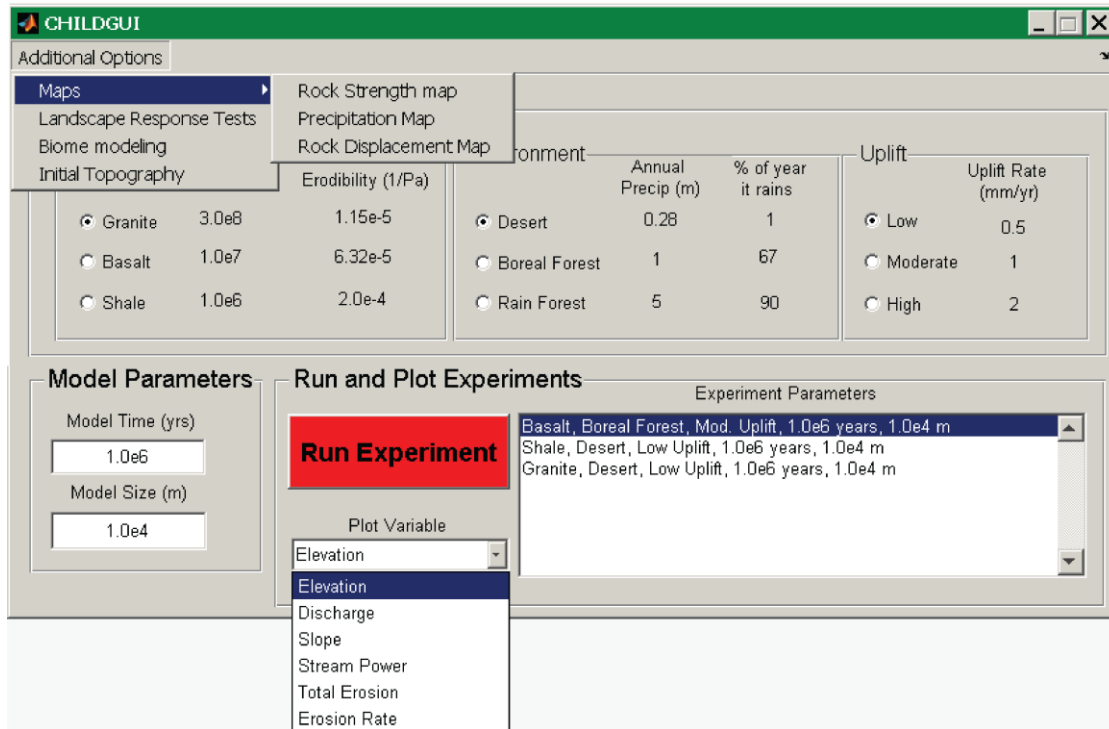 CHILDGUI
Additional Options
Maps
Landscape Response Tests
Biome modeling
Initial Topography
Rock Strength map
Precipitation Map
Rock Displacement Map
Erodibility (1/Pa)
Granite 3.0e8 1.15e-5
Basalt 1.0e7 6.32e-5
Shale 1.0e6 2.0e-4
ronment
Annual Precip (m)
% of year it rains
Desert 0.28 1
Boreal Forest 1 67
Rain Forest 5 90
Uplift
Uplift Rate (mm/yr)
Low 0.5
Moderate 1
High 2
Model Parameters
Model Time (yrs)
1.0e6
Model Size (m)
1.0e4
Run and Plot Experiments
Run Experiment
Plot Variable
Elevation
Elevation
Discharge
Slope
Stream Power
Total Erosion
Erosion Rate
Experiment Parameters
Basalt, Boreal Forest, Mod. Uplift, 1.0e6 years, 1.0e4 m
Shale, Desert, Low Uplift, 1.0e6 years, 1.0e4 m
Granite, Desert, Low Uplift, 1.0e6 years, 1.0e4 m